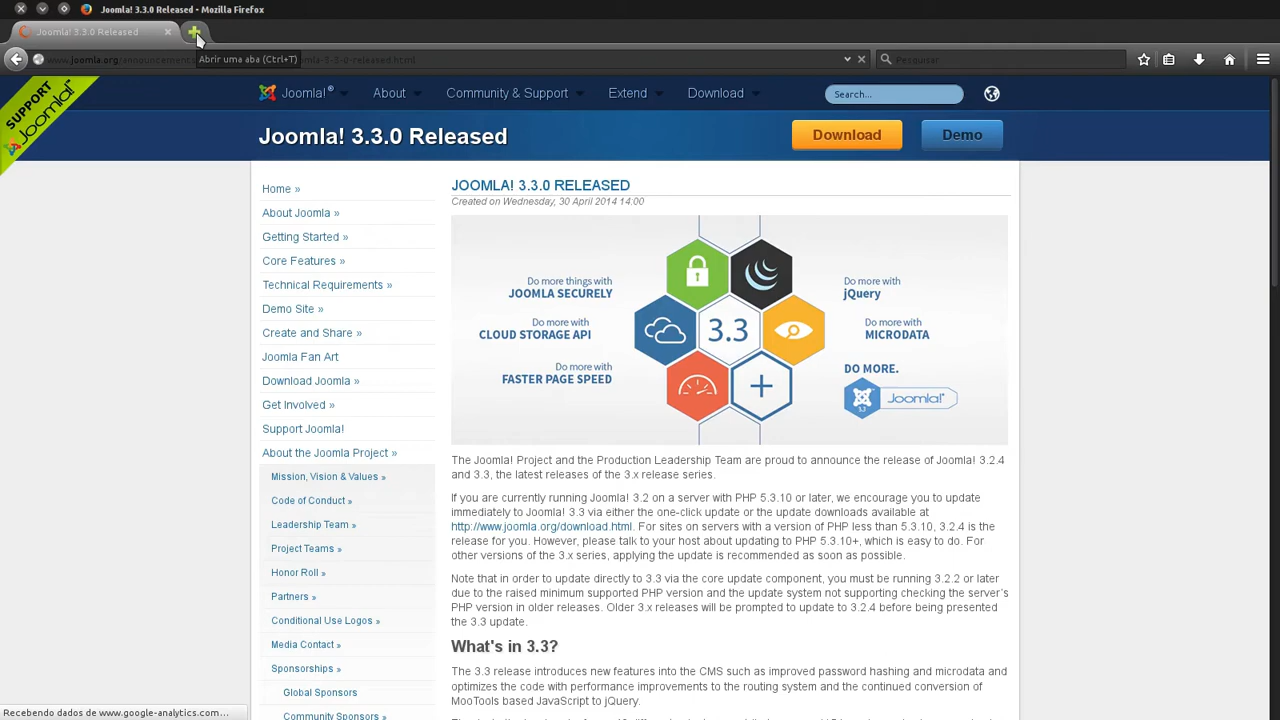 Joomla! 3.3.0 Released - Mozilla Firefox
Joomla! 3.3.0 Released
Abrir uma aba (Ctrl+T)
www.joomla.org/announcement
-3-3-0-released.html
Pesquisar
SUPPORT
Joomla!
Joomla! ®
About
Community & Support
Extend
Download
Search...
Joomla! 3.3.0 Released
Download
Demo
Home »
About Joomla »
Getting Started »
Core Features »
Technical Requirements »
Demo Site »
Create and Share »
Joomla Fan Art
Download Joomla »
Get Involved »
Support Joomla!
About the Joomla Project »
Mission, Vision & Values »
Code of Conduct »
Leadership Team »
Project Teams »
Honor Roll »
Partners »
Conditional Use Logos »
Media Contact »
Sponsorships »
Global Sponsors
Community Sponsors »
JOOMLA! 3.3.0 RELEASED
Created on Wednesday, 30 April 2014 14:00
Do more things with
JOOMLA SECURELY
Do more with
CLOUD STORAGE API
Do more with
FASTER PAGE SPEED
3.3
Do more with
jQuery
Do more with
MICRODATA
DO MORE.
3.3
Joomla!
The Joomla! Project and the Production Leadership Team are proud to announce the release of Joomla! 3.2.4
and 3.3, the latest releases of the 3.x release series.
If you are currently running Joomla! 3.2 on a server with PHP 5.3.10 or later, we encourage you to update
immediately to Joomla! 3.3 via either the one-click update or the update downloads available at
http://www.joomla.org/download.html. For sites on servers with a version of PHP less than 5.3.10, 3.2.4 is the
release for you. However, please talk to your host about updating to PHP 5.3.10+, which is easy to do. For
other versions of the 3.x series, applying the update is recommended as soon as possible.
Note that in order to update directly to 3.3 via the core update component, you must be running 3.2.2 or later
due to the raised minimum supported PHP version and the update system not supporting checking the server's
PHP version in older releases. Older 3.x releases will be prompted to update to 3.2.4 before being presented
the 3.3 update.
What's in 3.3?
The 3.3 release introduces new features into the CMS such as improved password hashing and microdata and
optimizes the code with performance improvements to the routing system and the continued conversion of
MooTools based JavaScript to jQuery.
Recebendo dados de www.google-analytics.com...